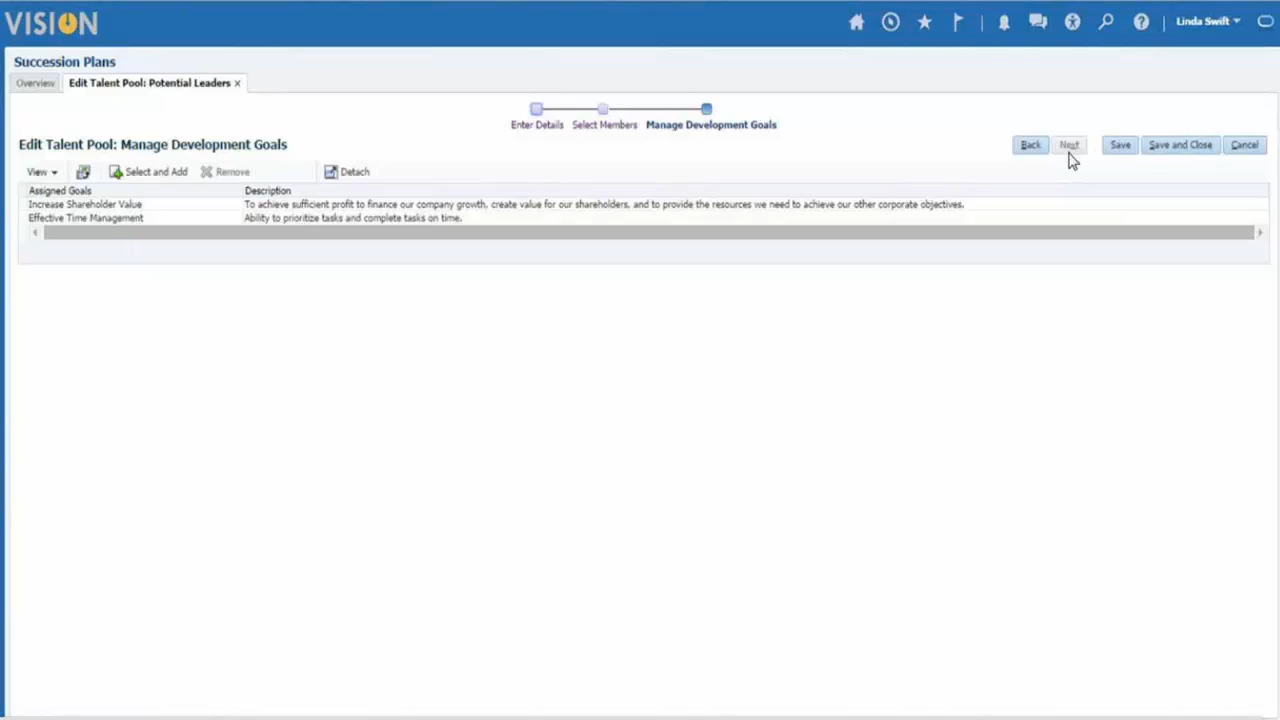 VISION
Linda Swift
Succession Plans
Overview
Edit Talent Pool: Potential Leaders x
Enter Details Select Members Manage Development Goals
Edit Talent Pool: Manage Development Goals
Back Next Save Save and Close Cancel
View Select and Add Remove Detach
Assigned Goals Description
Increase Shareholder Value To achieve sufficient profit to finance our company growth, create value for our shareholders, and to provide the resources we need to achieve our other corporate objectives.
Effective Time Management Ability to prioritize tasks and complete tasks on time.